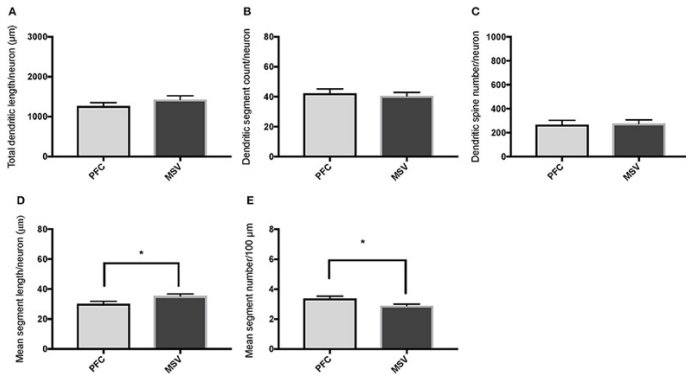 A
Total dendritic length/neuron (µm)
3000
2000
1000
0
PFC
MSV
B
Dendritic segment count/neuron
80
60
40
20
0
PFC
MSV
C
Dendritic spine number/neuron
1000
800
600
400
200
0
PFC
MSV
D
Mean segment length/neuron (µm)
80
60
40
20
0
*
PFC
MSV
E
Mean segment number/100 µm
8
6
4
2
0
*
PFC
MSV